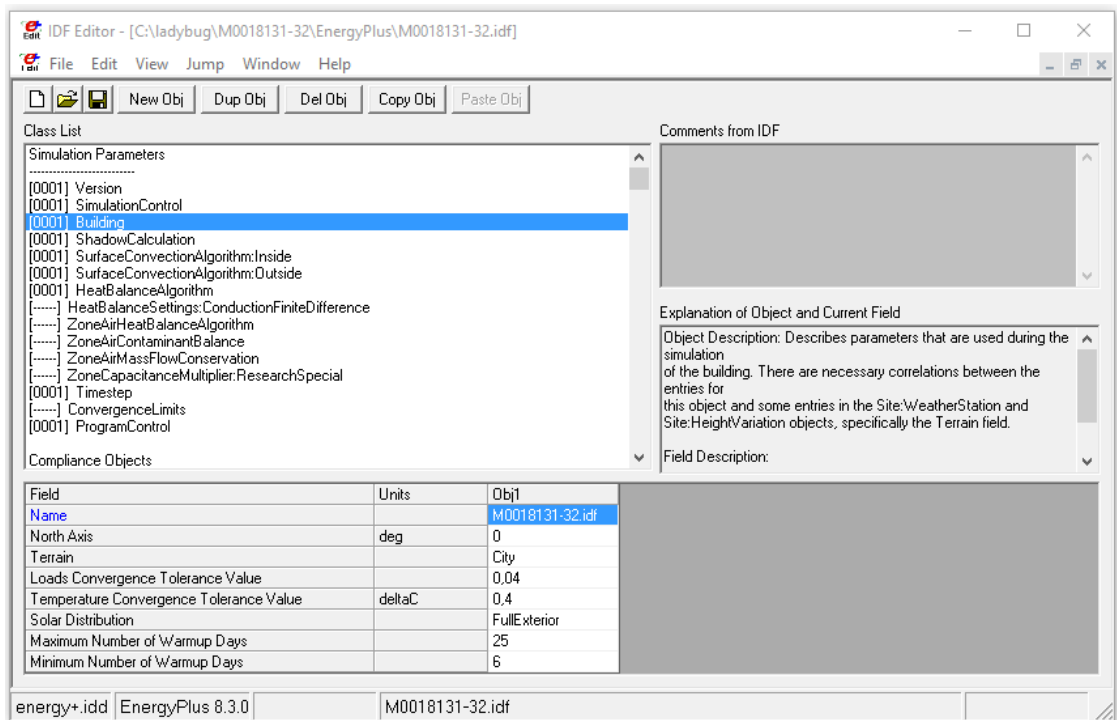 IDF Editor - [C:\ladybug\M0018131-32\EnergyPlus\M0018131-32.idf]
File Edit View Jump Window Help
New Obj Dup Obj Del Obj Copy Obj Paste Obj
Class List
Simulation Parameters
--------------------------
[0001] Version
[0001] SimulationControl
[0001] Building
[0001] ShadowCalculation
[0001] SurfaceConvectionAlgorithm:Inside
[0001] SurfaceConvectionAlgorithm:Outside
[0001] HeatBalanceAlgorithm
[------] HeatBalanceSettings:ConductionFiniteDifference
[------] ZoneAirHeatBalanceAlgorithm
[------] ZoneAirContaminantBalance
[------] ZoneAirMassFlowConservation
[------] ZoneCapacitanceMultiplier:ResearchSpecial
[0001] Timestep
[------] ConvergenceLimits
[0001] ProgramControl
Compliance Objects
Comments from IDF
Explanation of Object and Current Field
Object Description: Describes parameters that are used during the
simulation
of the building. There are necessary correlations between the
entries for
this object and some entries in the Site:WeatherStation and
Site:HeightVariation objects, specifically the Terrain field.
Field Description:
Field Units Obj1
Name M0018131-32.idf
North Axis deg 0
Terrain City
Loads Convergence Tolerance Value 0,04
Temperature Convergence Tolerance Value deltaC 0,4
Solar Distribution FullExterior
Maximum Number of Warmup Days 25
Minimum Number of Warmup Days 6
energy+.idd EnergyPlus 8.3.0 M0018131-32.idf